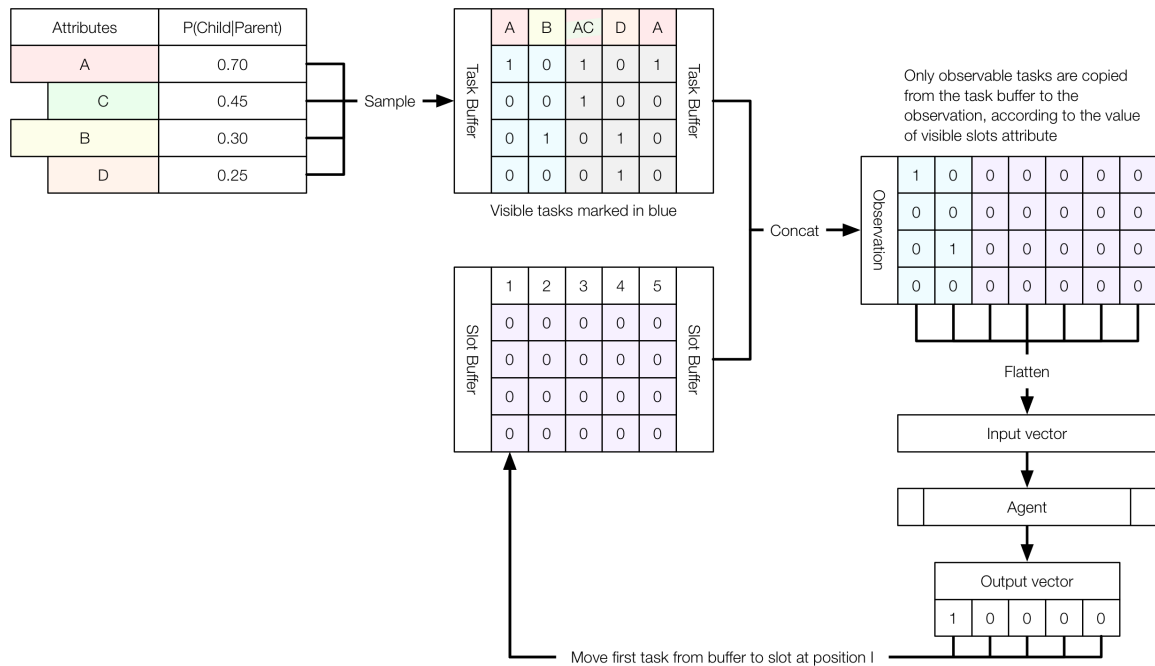 Attributes P(Child|Parent)
A 0.70
C 0.45
B 0.30
D 0.25
Sample
Task Buffer
A B AC D A
1 0 1 0 1
0 0 1 0 0
0 1 0 1 0
0 0 0 1 0
Task Buffer
Visible tasks marked in blue
Slot Buffer
1 2 3 4 5
0 0 0 0 0
0 0 0 0 0
0 0 0 0 0
0 0 0 0 0
Slot Buffer
Concat
Only observable tasks are copied
from the task buffer to the
observation, according to the value
of visible slots attribute
Observation
1 0 0 0 0 0 0
0 0 0 0 0 0 0
0 1 0 0 0 0 0
0 0 0 0 0 0 0
Flatten
Input vector
Agent
Output vector
1 0 0 0 0
Move first task from buffer to slot at position I